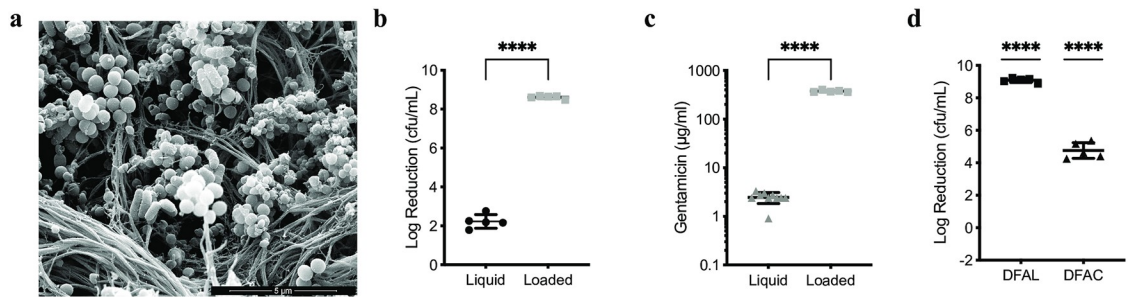 a
5 µm
b
****
Log Reduction (cfu/mL)
10
8
6
4
2
0
Liquid Loaded
c
****
Gentamicin (µg/ml)
1000
100
10
1
0.1
Liquid Loaded
d
**** ****
Log Reduction (cfu/mL)
10
8
6
4
2
0
-2
DFAL DFAC